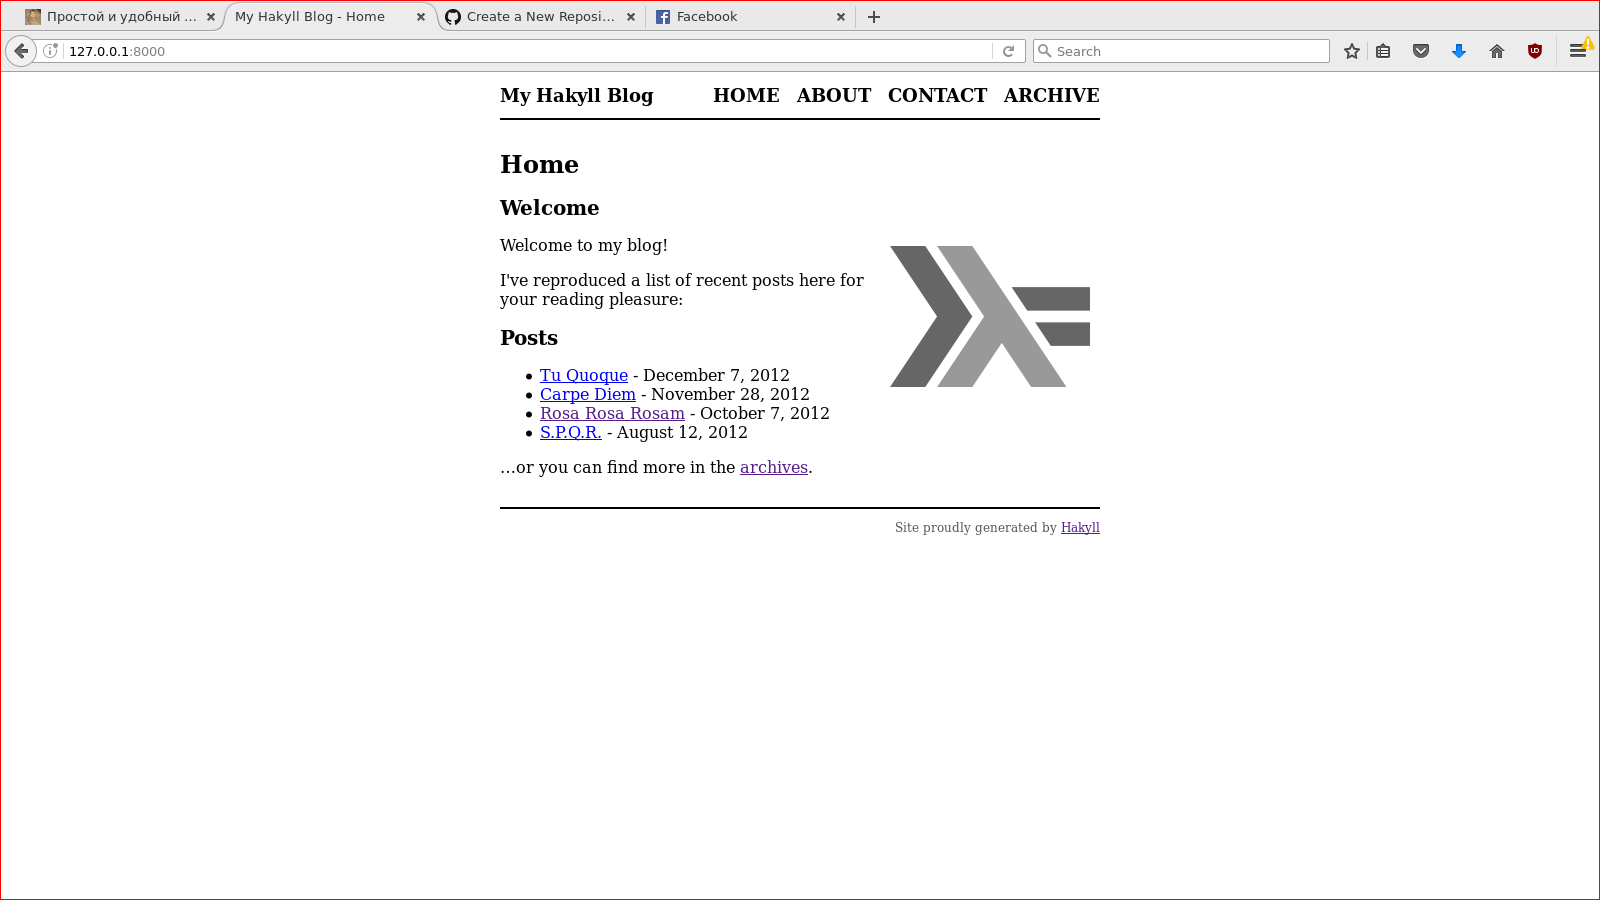 Простой и удобный ...
My Hakyll Blog - Home
Create a New Reposi...
Facebook
127.0.0.1:8000
Search
My Hakyll Blog HOME ABOUT CONTACT ARCHIVE
Home
Welcome
Welcome to my blog!
I've reproduced a list of recent posts here for
your reading pleasure:
Posts
Tu Quoque - December 7, 2012
Carpe Diem - November 28, 2012
Rosa Rosa Rosam - October 7, 2012
S.P.Q.R. - August 12, 2012
…or you can find more in the archives.
Site proudly generated by Hakyll